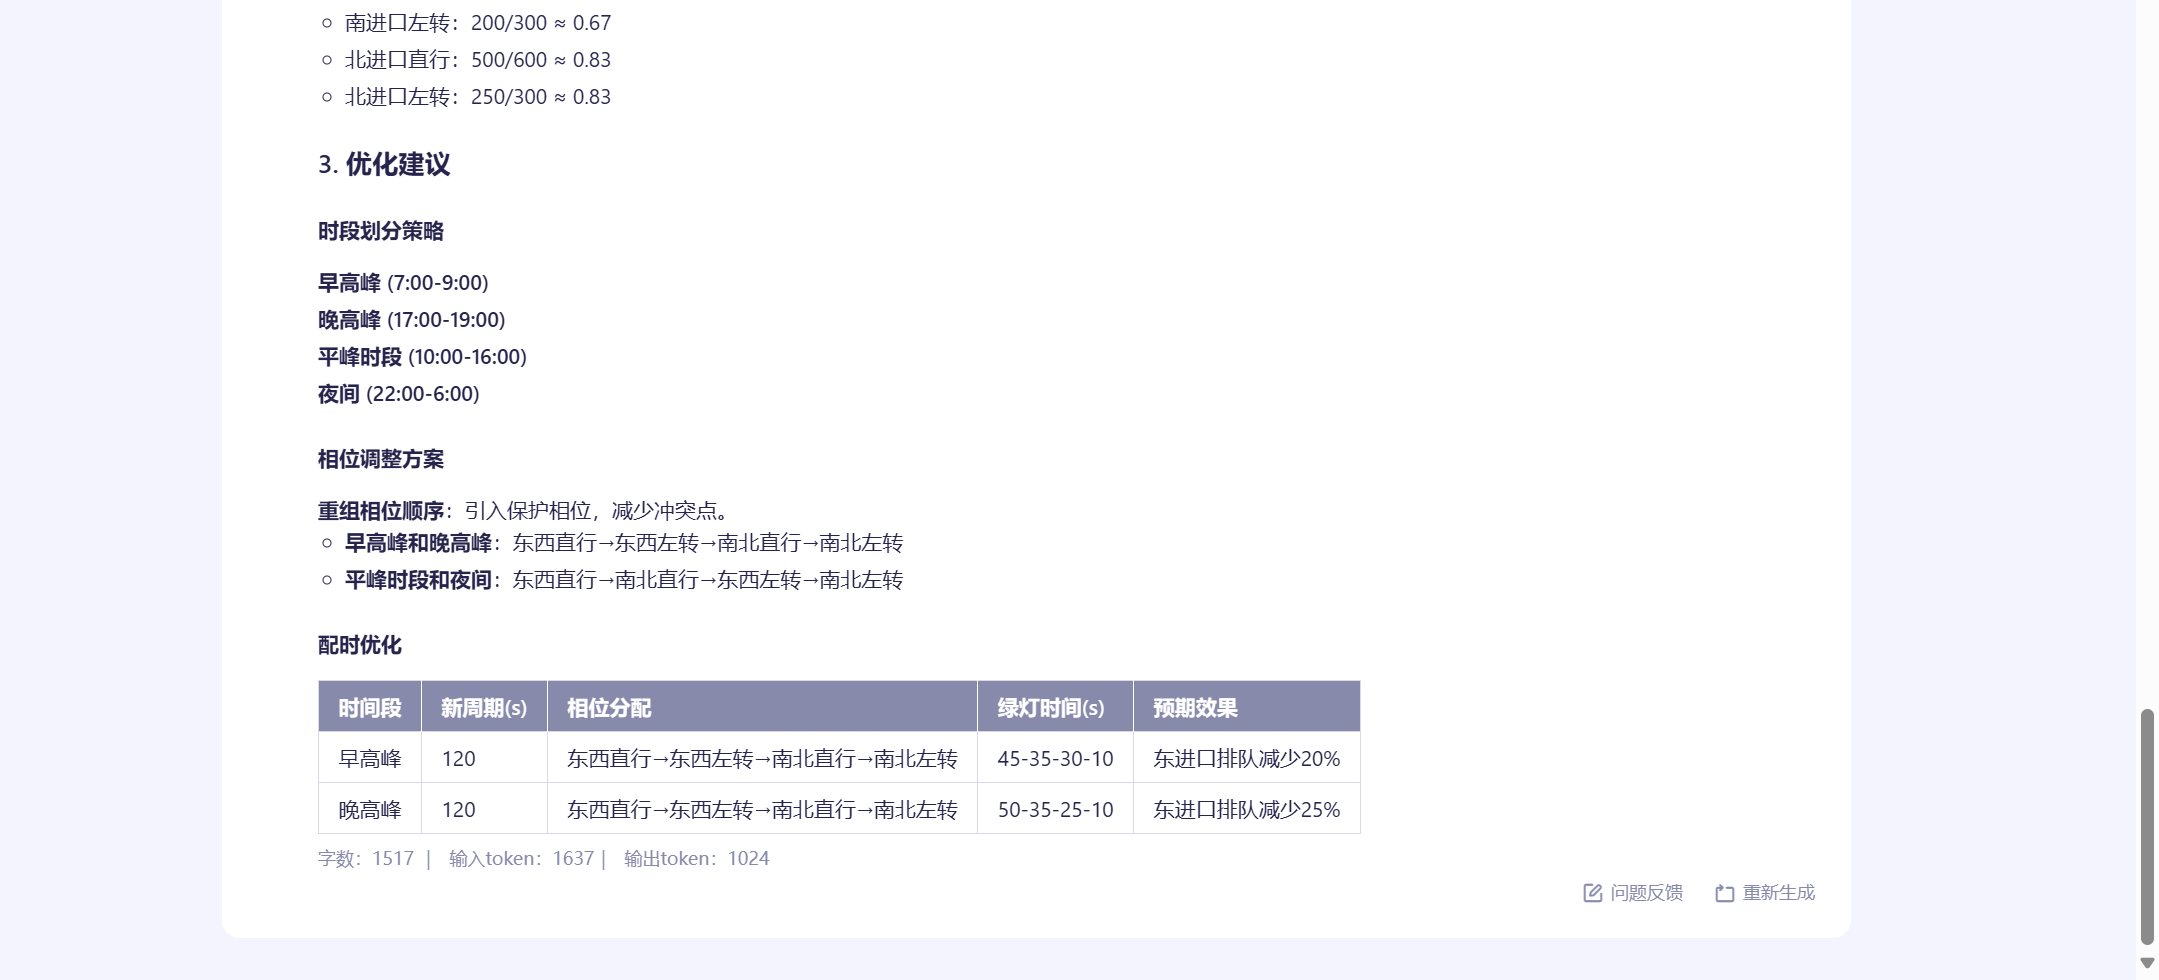 南进口左转：200/300 ≈ 0.67
北进口直行：500/600 ≈ 0.83
北进口左转：250/300 ≈ 0.83
3. 优化建议
时段划分策略
早高峰 (7:00-9:00)
晚高峰 (17:00-19:00)
平峰时段 (10:00-16:00)
夜间 (22:00-6:00)
相位调整方案
重组相位顺序：引入保护相位，减少冲突点。
早高峰和晚高峰：东西直行→东西左转→南北直行→南北左转
平峰时段和夜间：东西直行→南北直行→东西左转→南北左转
配时优化
时间段 新周期(s) 相位分配 绿灯时间(s) 预期效果
早高峰 120 东西直行→东西左转→南北直行→南北左转 45-35-30-10 东进口排队减少20%
晚高峰 120 东西直行→东西左转→南北直行→南北左转 50-35-25-10 东进口排队减少25%
字数：1517 | 输入token：1637 | 输出token：1024
问题反馈 重新生成